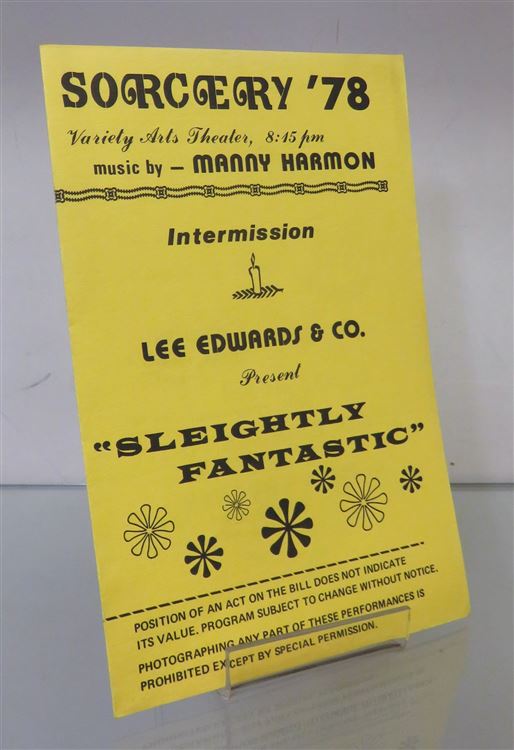 SORCERY '78
Variety Arts Theater, 8:15 pm
music by – MANNY HARMON
Intermission
LEE EDWARDS & CO.
Present
“SLEIGHTLY
FANTASTIC”
POSITION OF AN ACT ON THE BILL DOES NOT INDICATE
ITS VALUE. PROGRAM SUBJECT TO CHANGE WITHOUT NOTICE.
PHOTOGRAPHING ANY PART OF THESE PERFORMANCES IS
PROHIBITED EXCEPT BY SPECIAL PERMISSION.